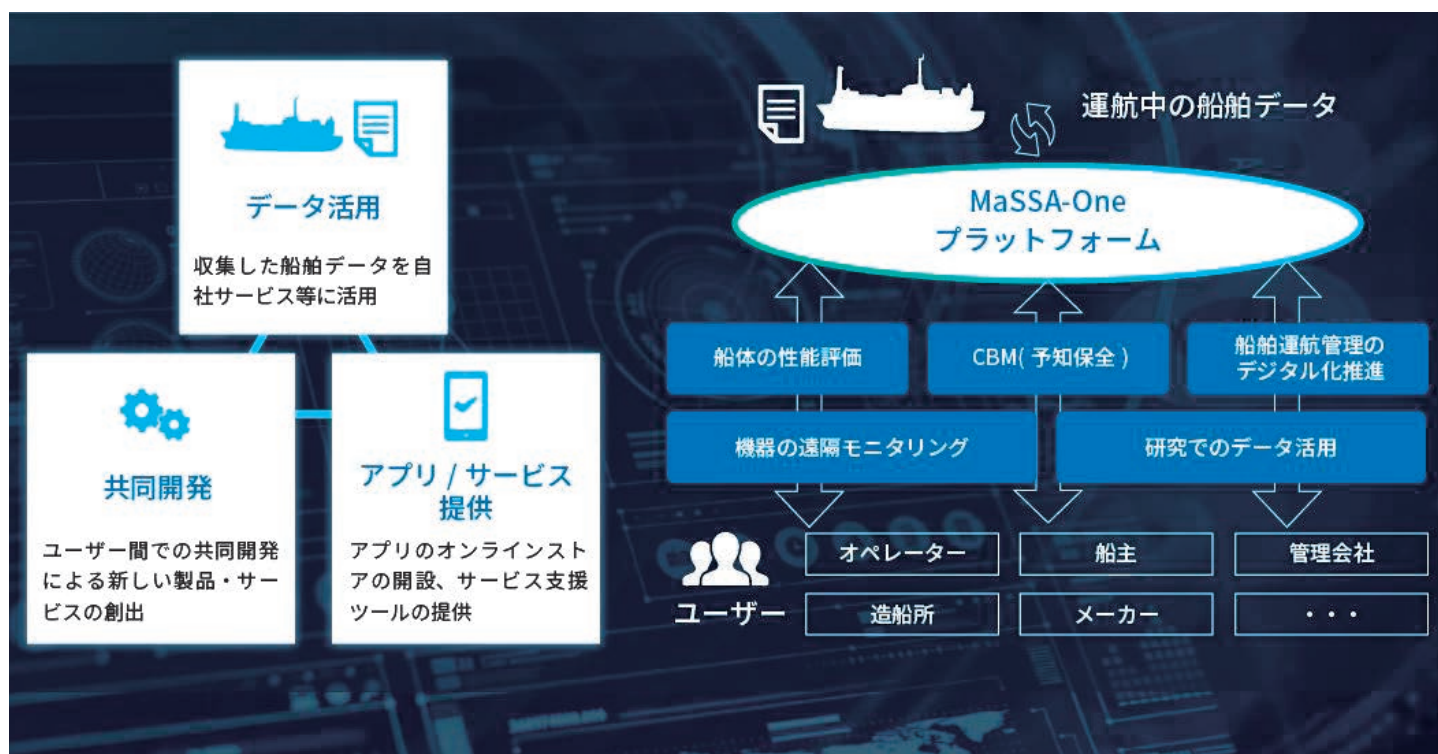 データ活用
収集した船舶データを自
社サービス等に活用
共同開発
ユーザー間での共同開発
による新しい製品・サー
ビスの創出
アプリ / サービス
提供
アプリのオンラインスト
アの開設、サービス支援
ツールの提供
運航中の船舶データ
MaSSA-One
プラットフォーム
船体の性能評価
CBM( 予知保全 )
船舶運航管理の
デジタル化推進
機器の遠隔モニタリング
研究でのデータ活用
ユーザー
オペレーター
船主
管理会社
造船所
メーカー
・・・